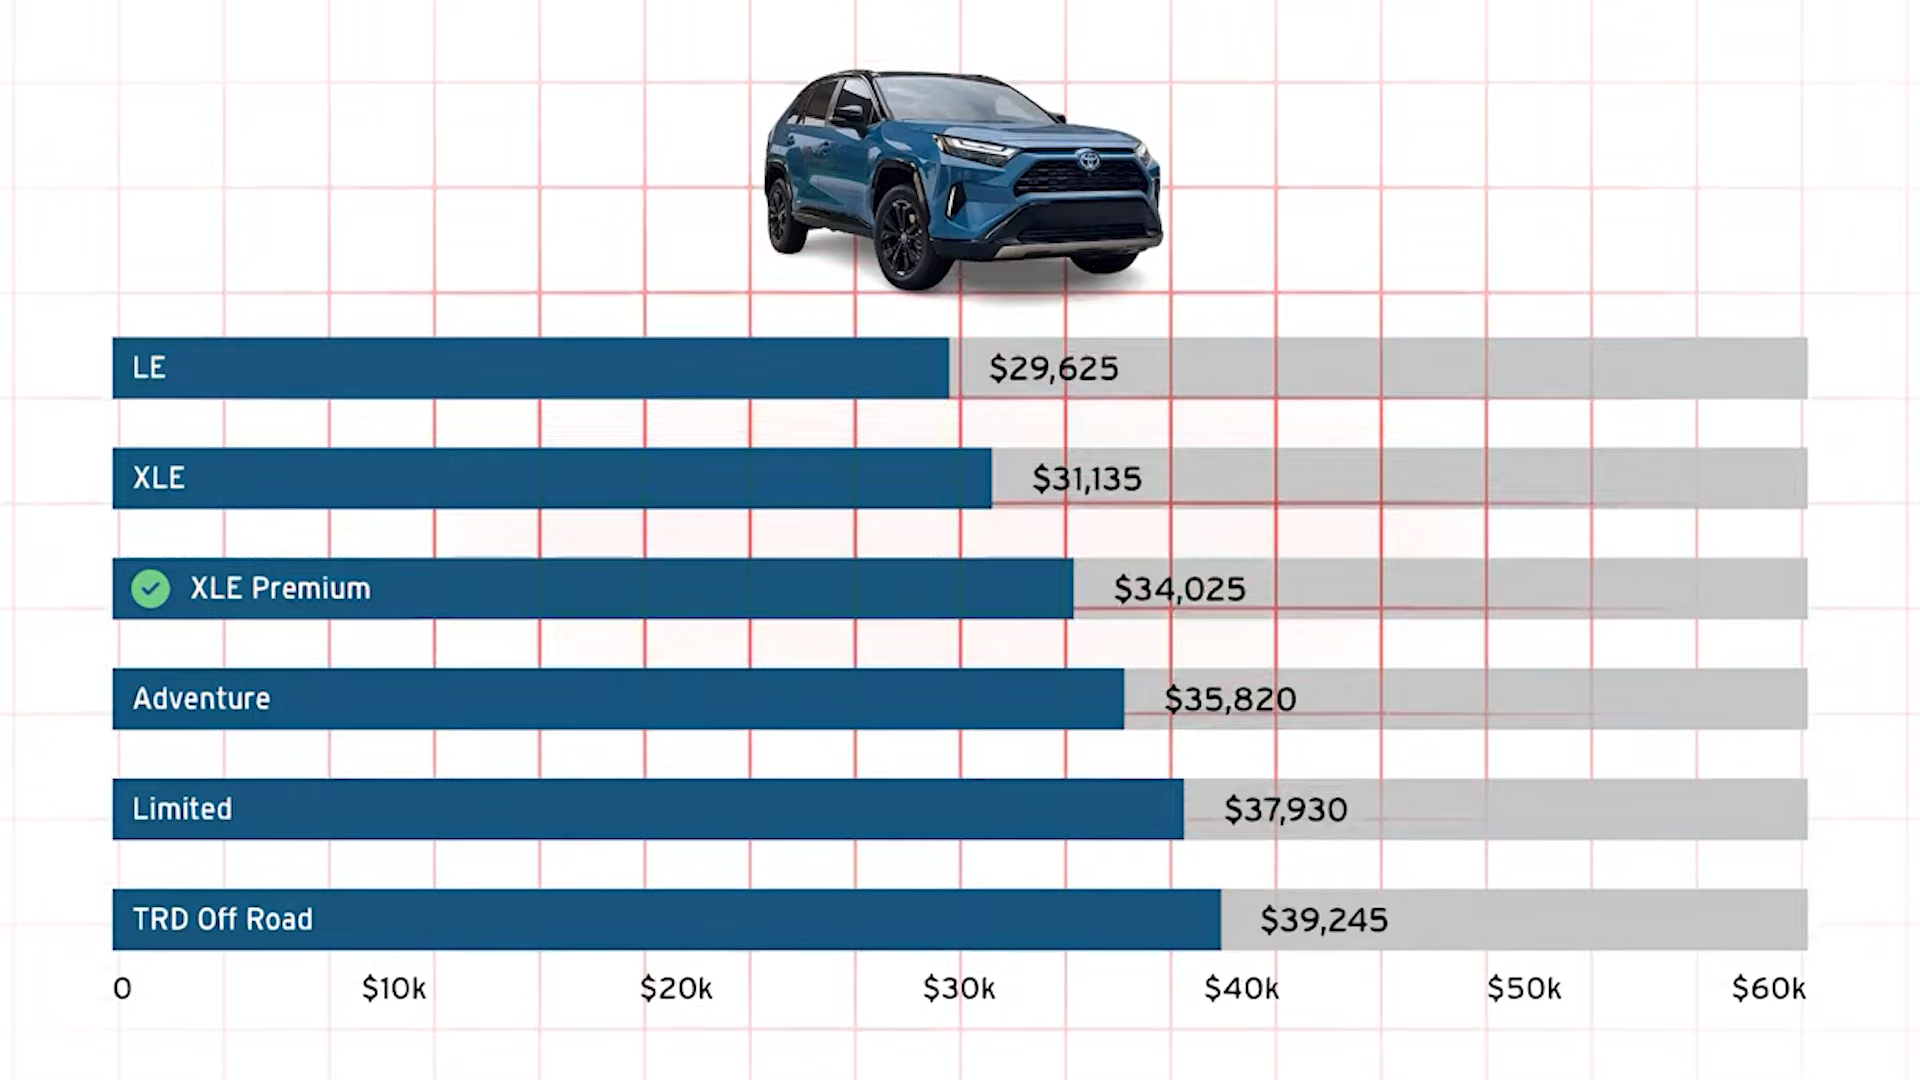 LE
$29,625
XLE
$31,135
XLE Premium
$34,025
Adventure
$35,820
Limited
$37,930
TRD Off Road
$39,245
0 $10k $20k $30k $40k $50k $60k